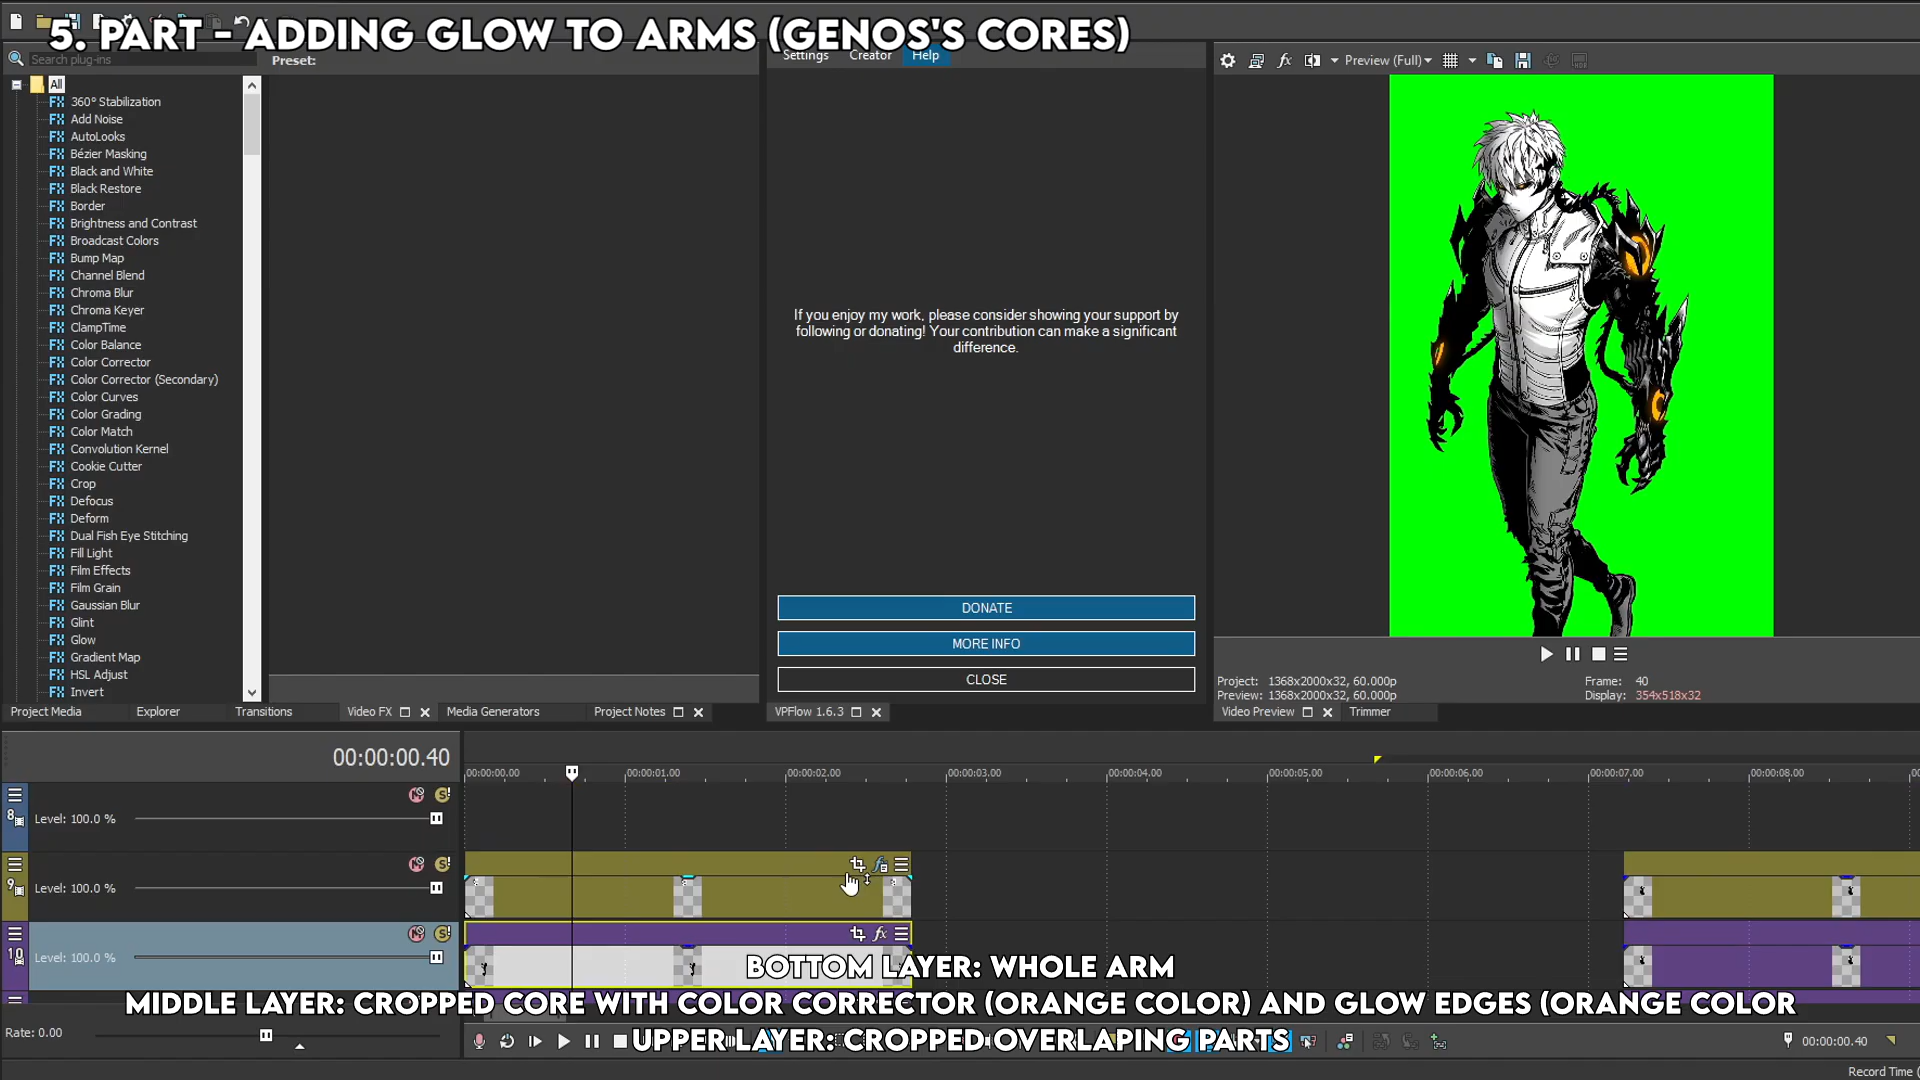 5. PART - ADDING GLOW TO ARMS (GENOS'S CORES)
Search plug-ins
Preset:
Settings
Creator
Help
Preview (Full)
All
360° Stabilization
Add Noise
AutoLooks
Bézier Masking
Black and White
Black Restore
Border
Brightness and Contrast
Broadcast Colors
Bump Map
Channel Blend
Chroma Blur
Chroma Keyer
ClampTime
Color Balance
Color Corrector
Color Corrector (Secondary)
Color Curves
Color Grading
Color Match
Convolution Kernel
Cookie Cutter
Crop
Defocus
Deform
Dual Fish Eye Stitching
Fill Light
Film Effects
Film Grain
Gaussian Blur
Glint
Glow
Gradient Map
HSL Adjust
Invert
If you enjoy my work, please consider showing your support by
following or donating! Your contribution can make a significant
difference.
DONATE
MORE INFO
CLOSE
Project: 1368x2000x32, 60.000p
Preview: 1368x2000x32, 60.000p
Frame: 40
Display: 354x518x32
Project Media
Explorer
Transitions
Video FX
Media Generators
Project Notes
VPFlow 1.6.3
Video Preview
Trimmer
00:00:00.40
00:00:00.00
00:00:01.00
00:00:02.00
00:00:03.00
00:00:04.00
00:00:05.00
00:00:06.00
00:00:07.00
00:00:08.00
8
Level: 100.0 %
9
Level: 100.0 %
10
Level: 100.0 %
BOTTOM LAYER: WHOLE ARM
MIDDLE LAYER: CROPPED CORE WITH COLOR CORRECTOR (ORANGE COLOR) AND GLOW EDGES (ORANGE COLOR
UPPER LAYER: CROPPED OVERLAPING PARTS
Rate: 0.00
00:00:00.40
Record Time (